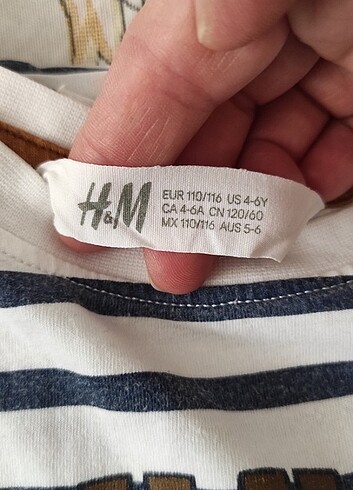 H&M
EUR 110/116 US 4-6Y
CA 4-6A CN 120/60
MX 110/116 AUS 5-6